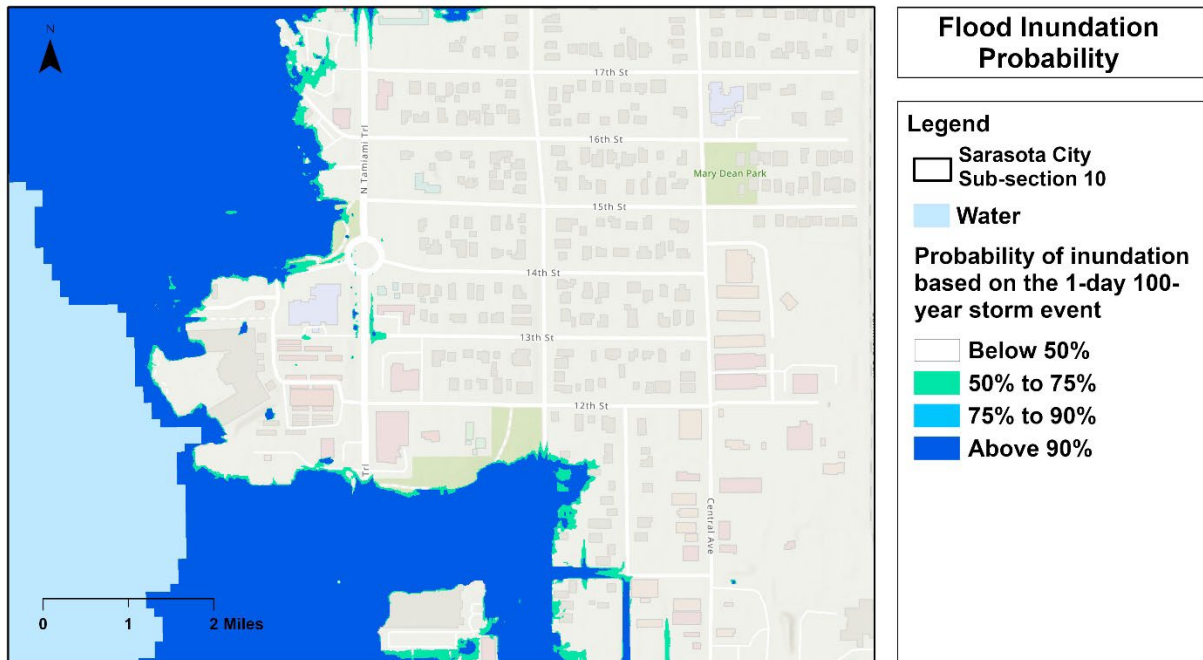 N
17th St
16th St
N Tamiami Trl
Mary Dean Park
15th St
14th St
13th St
12th St
Trl
Central Ave
0 1 2 Miles
Flood Inundation
Probability
Legend
Sarasota City
Sub-section 10
Water
Probability of inundation
based on the 1-day 100-
year storm event
Below 50%
50% to 75%
75% to 90%
Above 90%